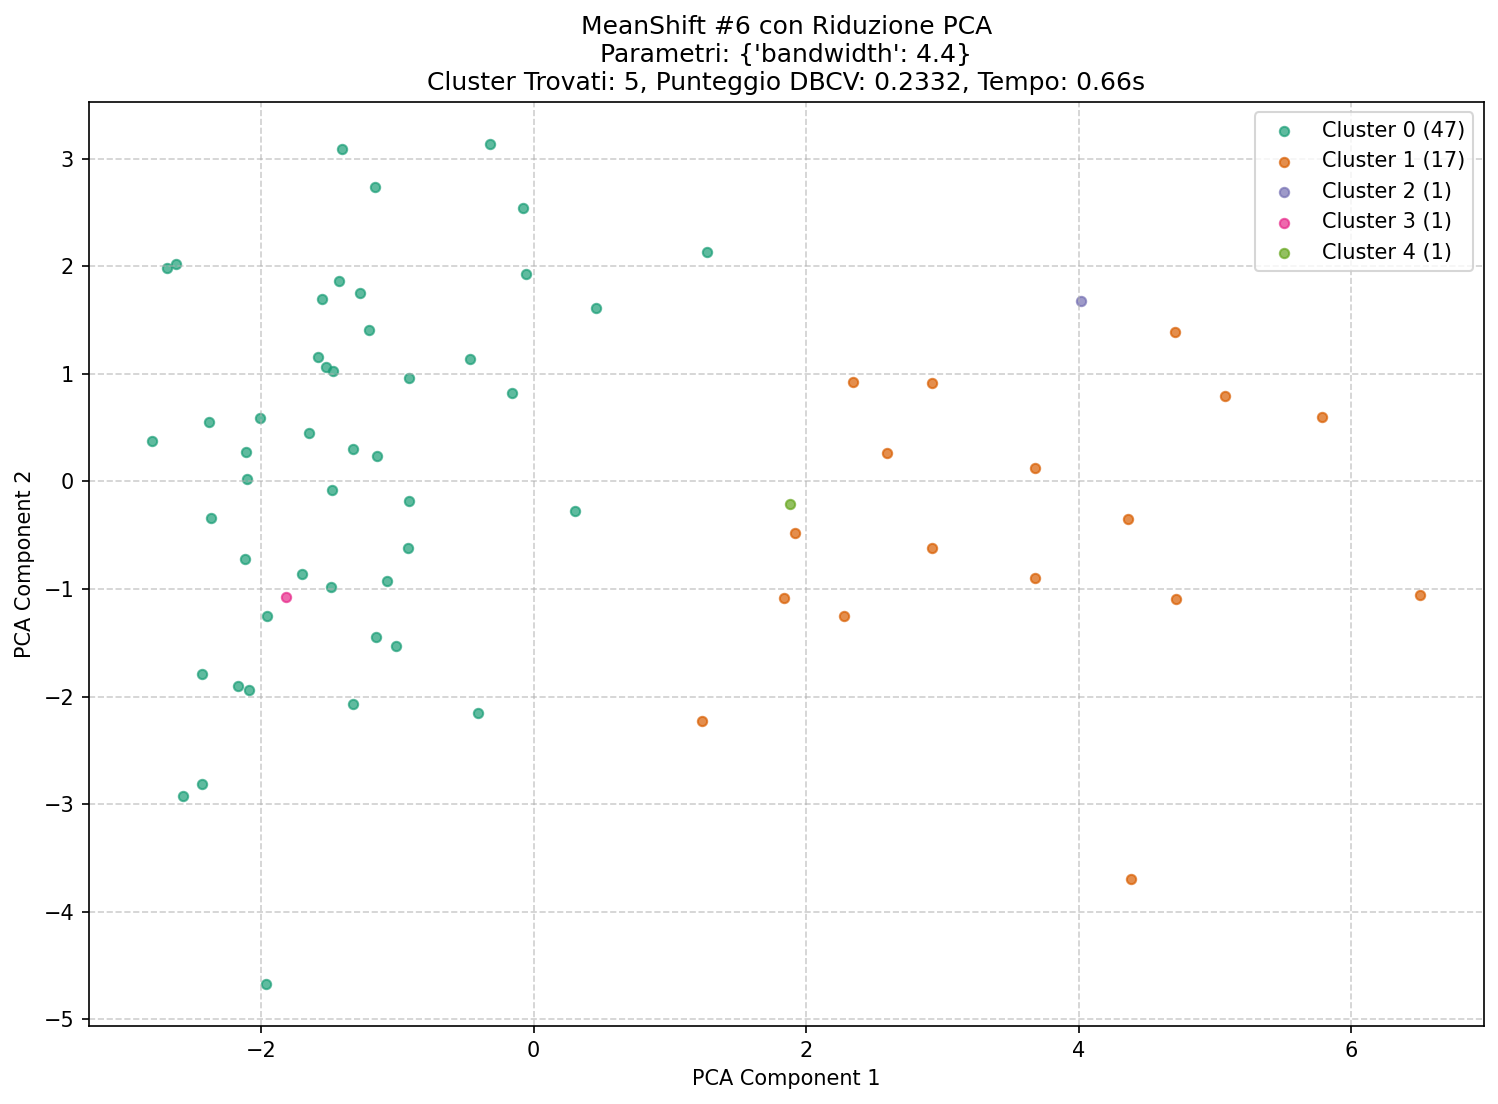 MeanShift #6 con Riduzione PCA
Parametri: {'bandwidth': 4.4}
Cluster Trovati: 5, Punteggio DBCV: 0.2332, Tempo: 0.66s
Cluster 0 (47)
Cluster 1 (17)
Cluster 2 (1)
Cluster 3 (1)
Cluster 4 (1)
PCA Component 2
3
2
1
0
−1
−2
−3
−4
−5
−2 0 2 4 6
PCA Component 1